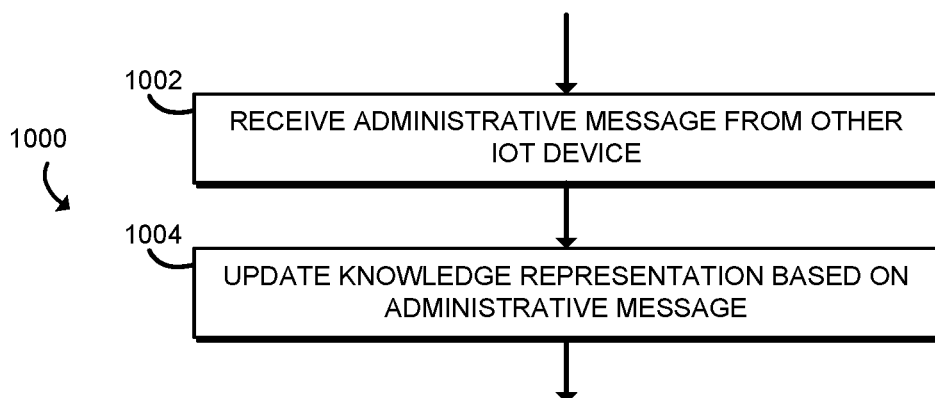 1002
RECEIVE ADMINISTRATIVE MESSAGE FROM OTHER
IOT DEVICE
1000
1004
UPDATE KNOWLEDGE REPRESENTATION BASED ON
ADMINISTRATIVE MESSAGE